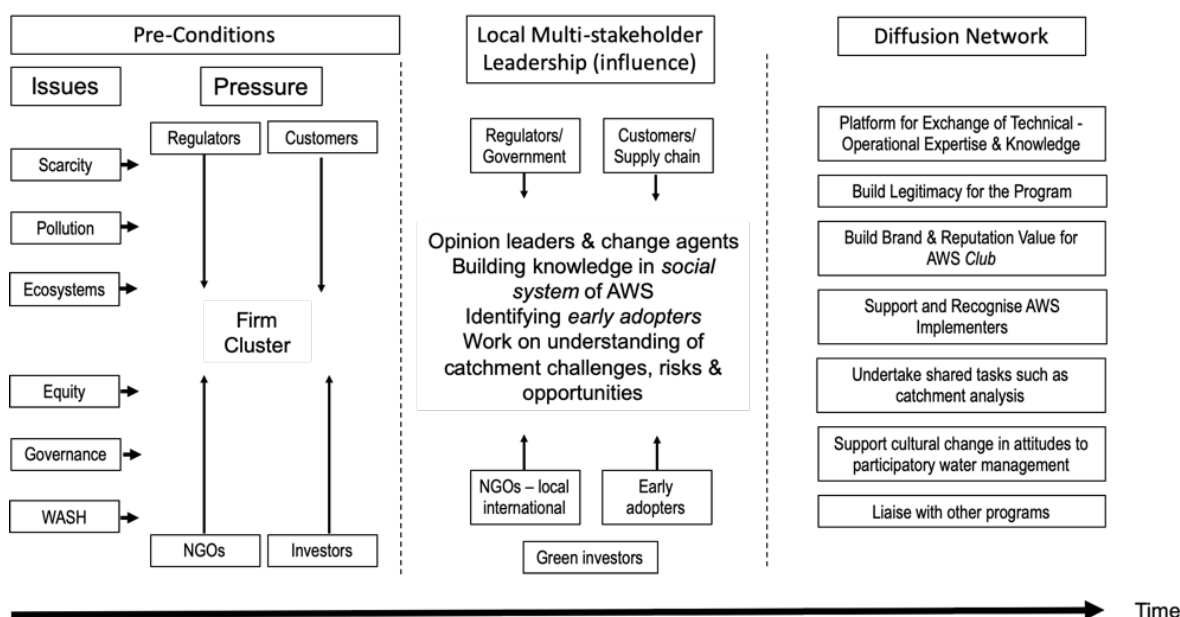 Pre-Conditions
Issues
Pressure
Regulators
Customers
Scarcity
Pollution
Ecosystems
Firm
Cluster
Equity
Governance
WASH
NGOs
Investors
Local Multi-stakeholder
Leadership (influence)
Regulators/
Government
Customers/
Supply chain
Opinion leaders & change agents
Building knowledge in social
system of AWS
Identifying early adopters
Work on understanding of
catchment challenges, risks &
opportunities
NGOs – local
international
Early
adopters
Green investors
Diffusion Network
Platform for Exchange of Technical -
Operational Expertise & Knowledge
Build Legitimacy for the Program
Build Brand & Reputation Value for
AWS Club
Support and Recognise AWS
Implementers
Undertake shared tasks such as
catchment analysis
Support cultural change in attitudes to
participatory water management
Liaise with other programs
Time